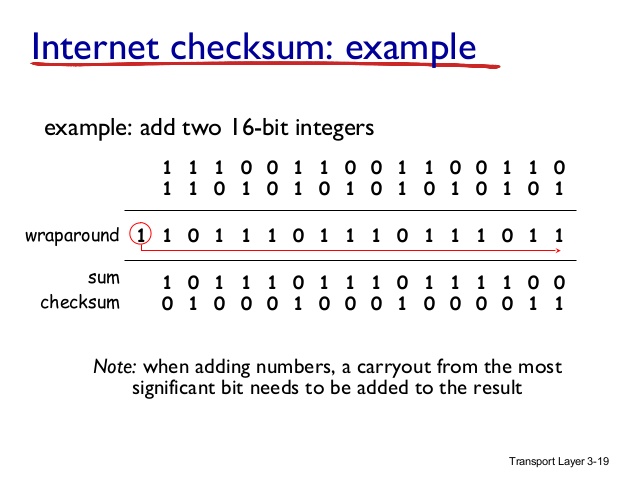 Internet checksum: example
example: add two 16-bit integers
1 1 1 0 0 1 1 0 0 1 1 0 0 1 1 0
1 1 0 1 0 1 0 1 0 1 0 1 0 1 0 1
wraparound 1 1 0 1 1 1 0 1 1 1 0 1 1 1 0 1 1
sum 1 0 1 1 1 0 1 1 1 0 1 1 1 1 0 0
checksum 0 1 0 0 0 1 0 0 0 1 0 0 0 0 1 1
Note: when adding numbers, a carryout from the most
significant bit needs to be added to the result
Transport Layer 3-19